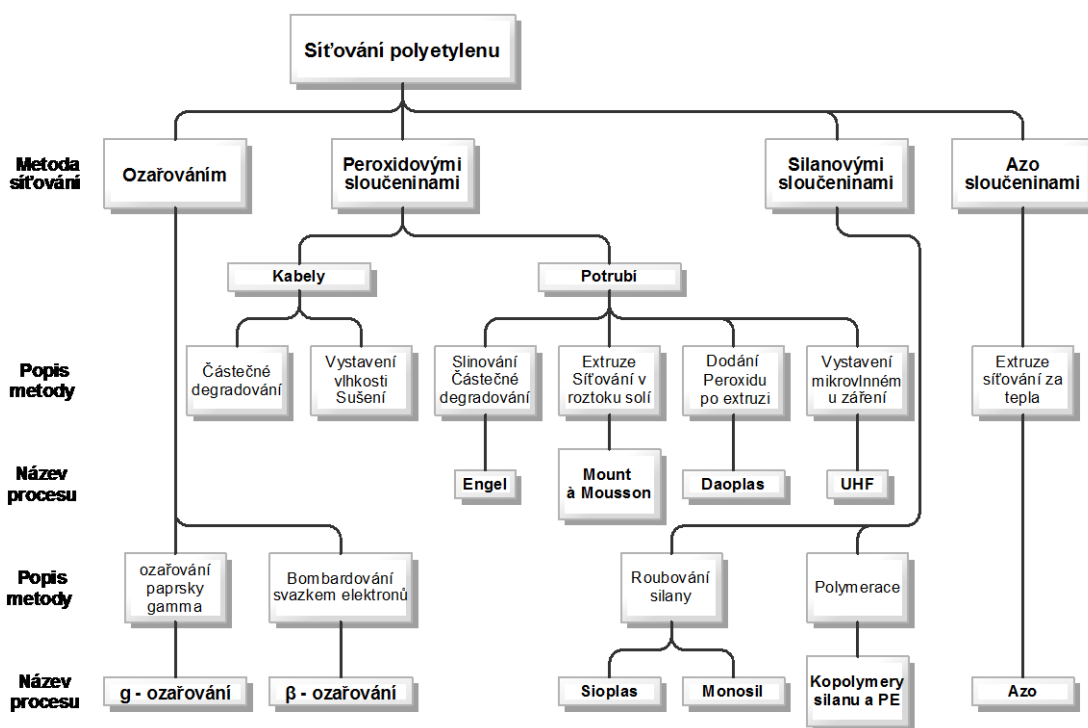 Síťování polyetylenu
Metoda
síťování
Ozařováním
Peroxidovými
sloučeninami
Silanovými
sloučeninami
Azo
sloučeninami
Kabely
Potrubí
Popis
metody
Částečné
degradování
Vystavení
vlhkosti
Sušení
Slinování
Částečné
degradování
Extruze
Síťování v
roztoku solí
Dodání
Peroxidu
po extruzi
Vystavení
mikrovlnném
u záření
Extruze
síťování za
tepla
Název
procesu
Engel
Mount
à Mousson
Daoplas
UHF
Popis
metody
ozařování
paprsky
gamma
Bombardování
svazkem elektronů
Roubování
silany
Polymerace
Název
procesu
g - ozařování
β - ozařování
Sioplas
Monosil
Kopolymery
silanu a PE
Azo